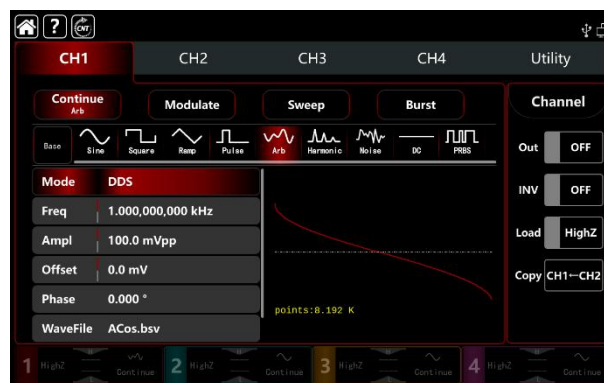 ? CNT
CH1 CH2 CH3 CH4 Utility
Continue Arb Modulate Sweep Burst Channel
Base Sine Square Ramp Pulse Arb Harmonic Noise DC PRBS
Out OFF
Mode DDS
INV OFF
Freq 1.000,000,000 kHz
Load HighZ
Ampl 100.0 mVpp
Offset 0.0 mV
Copy CH1←CH2
Phase 0.000 °
points:8.192 K
WaveFile ACos.bsv
1 HighZ Continue 2 HighZ Continue 3 HighZ Continue 4 HighZ Continue